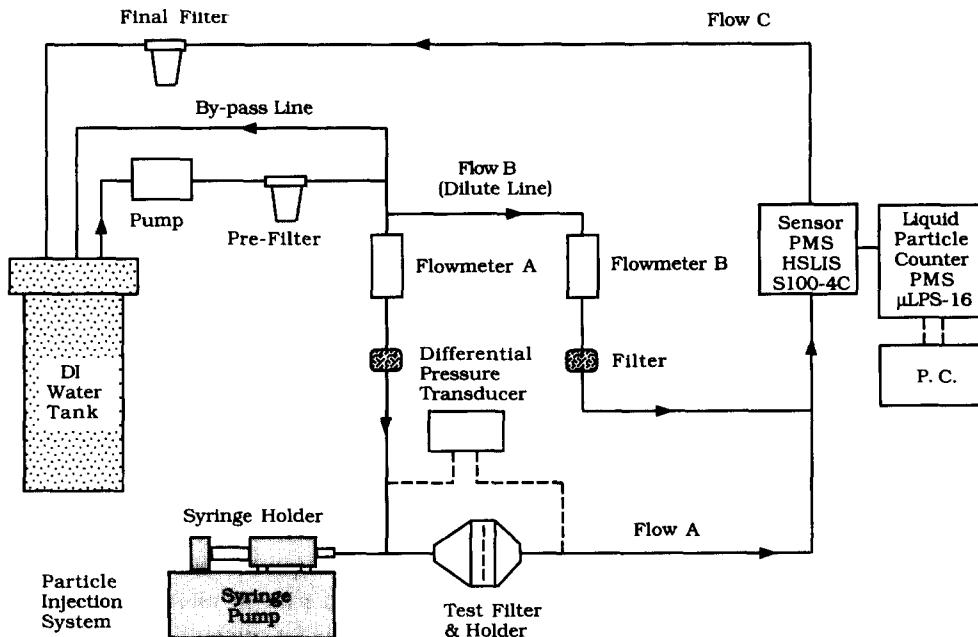 Final Filter
Flow C
By-pass Line
Flow B
(Dilute Line)
Pump
Pre-Filter
Sensor
PMS
HSLIS
S100-4C
Liquid
Particle
Counter
PMS
µLPS-16
Flowmeter A
Flowmeter B
DI
Water
Tank
Differential
Pressure
Transducer
Filter
P. C.
Syringe Holder
Flow A
Particle
Injection
System
Syringe
Pump
Test Filter
& Holder